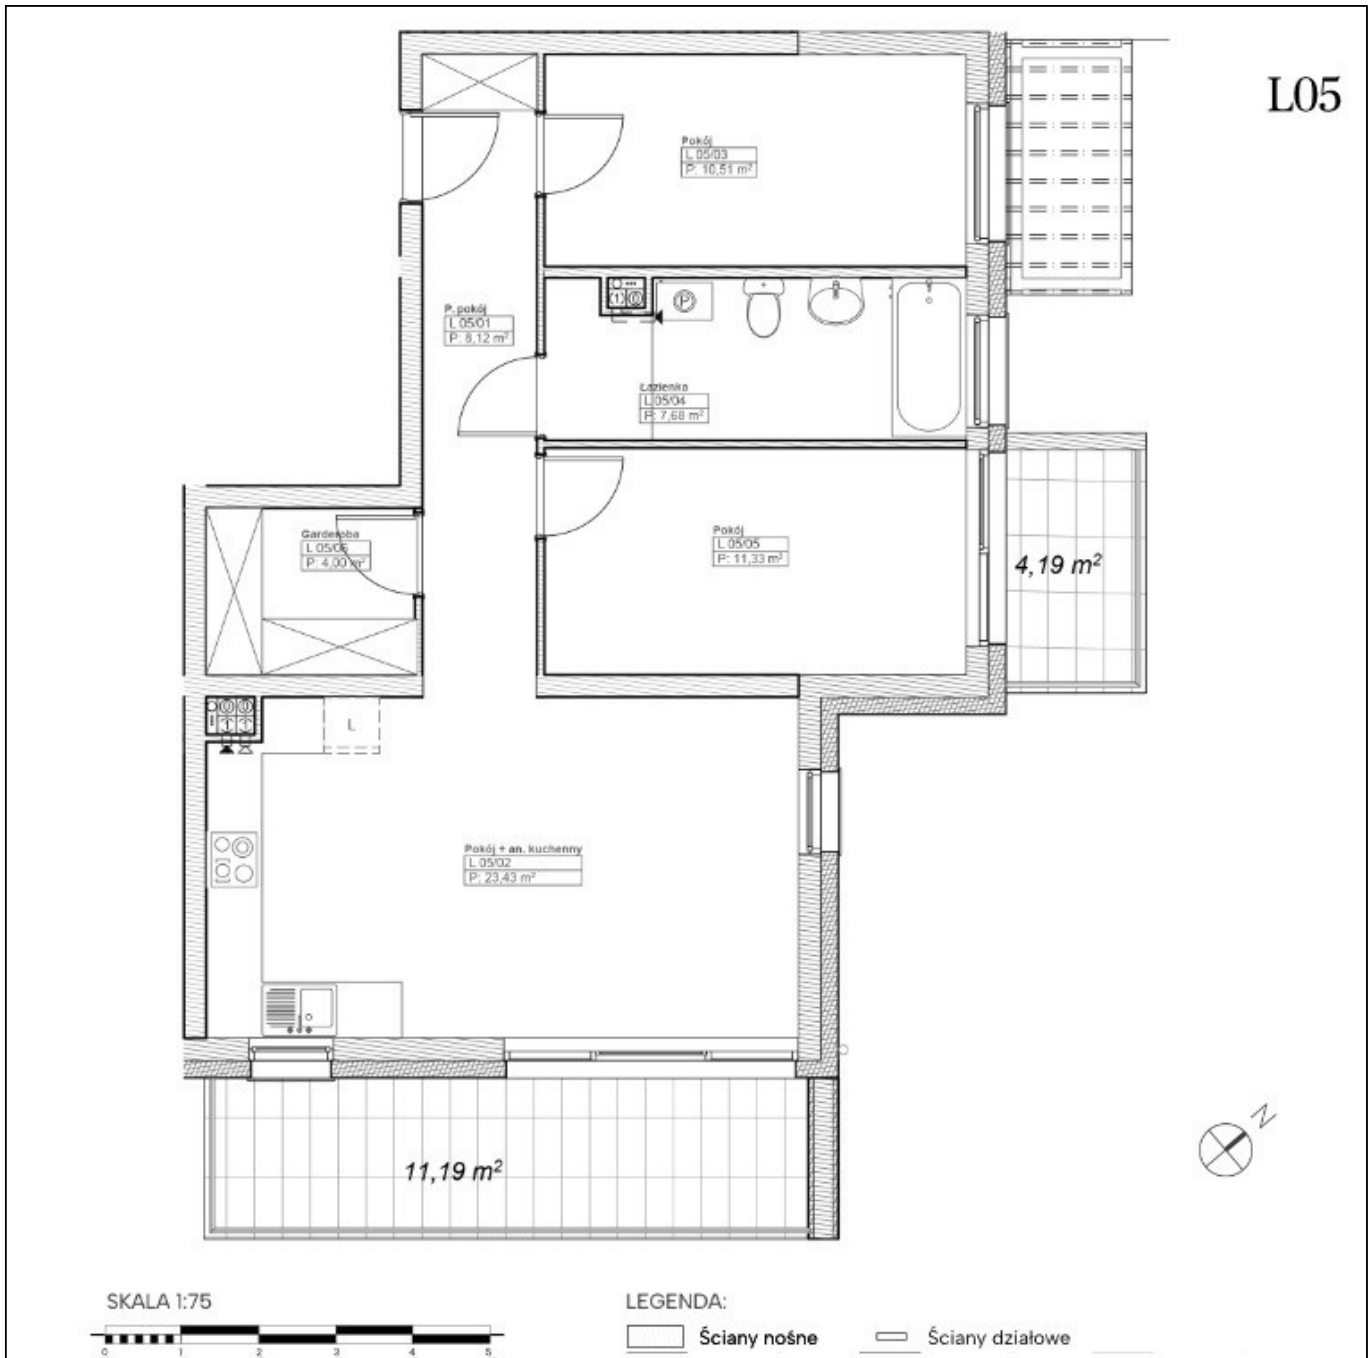 L05
Pokój
L 05/03
P: 10,51 m²
P. pokój
L 05/01
P: 8,12 m²
P
Łazienka
L 05/04
P: 7,68 m²
Garderoba
L 05/06
P: 4,00 m²
Pokój
L 05/05
P: 11,33 m²
4,19 m²
L
Pokój + an. kuchenny
L 05/02
P: 23,43 m²
11,19 m²
N
SKALA 1:75
0 1 2 3 4 5
LEGENDA:
Ściany nośne
Ściany działowe